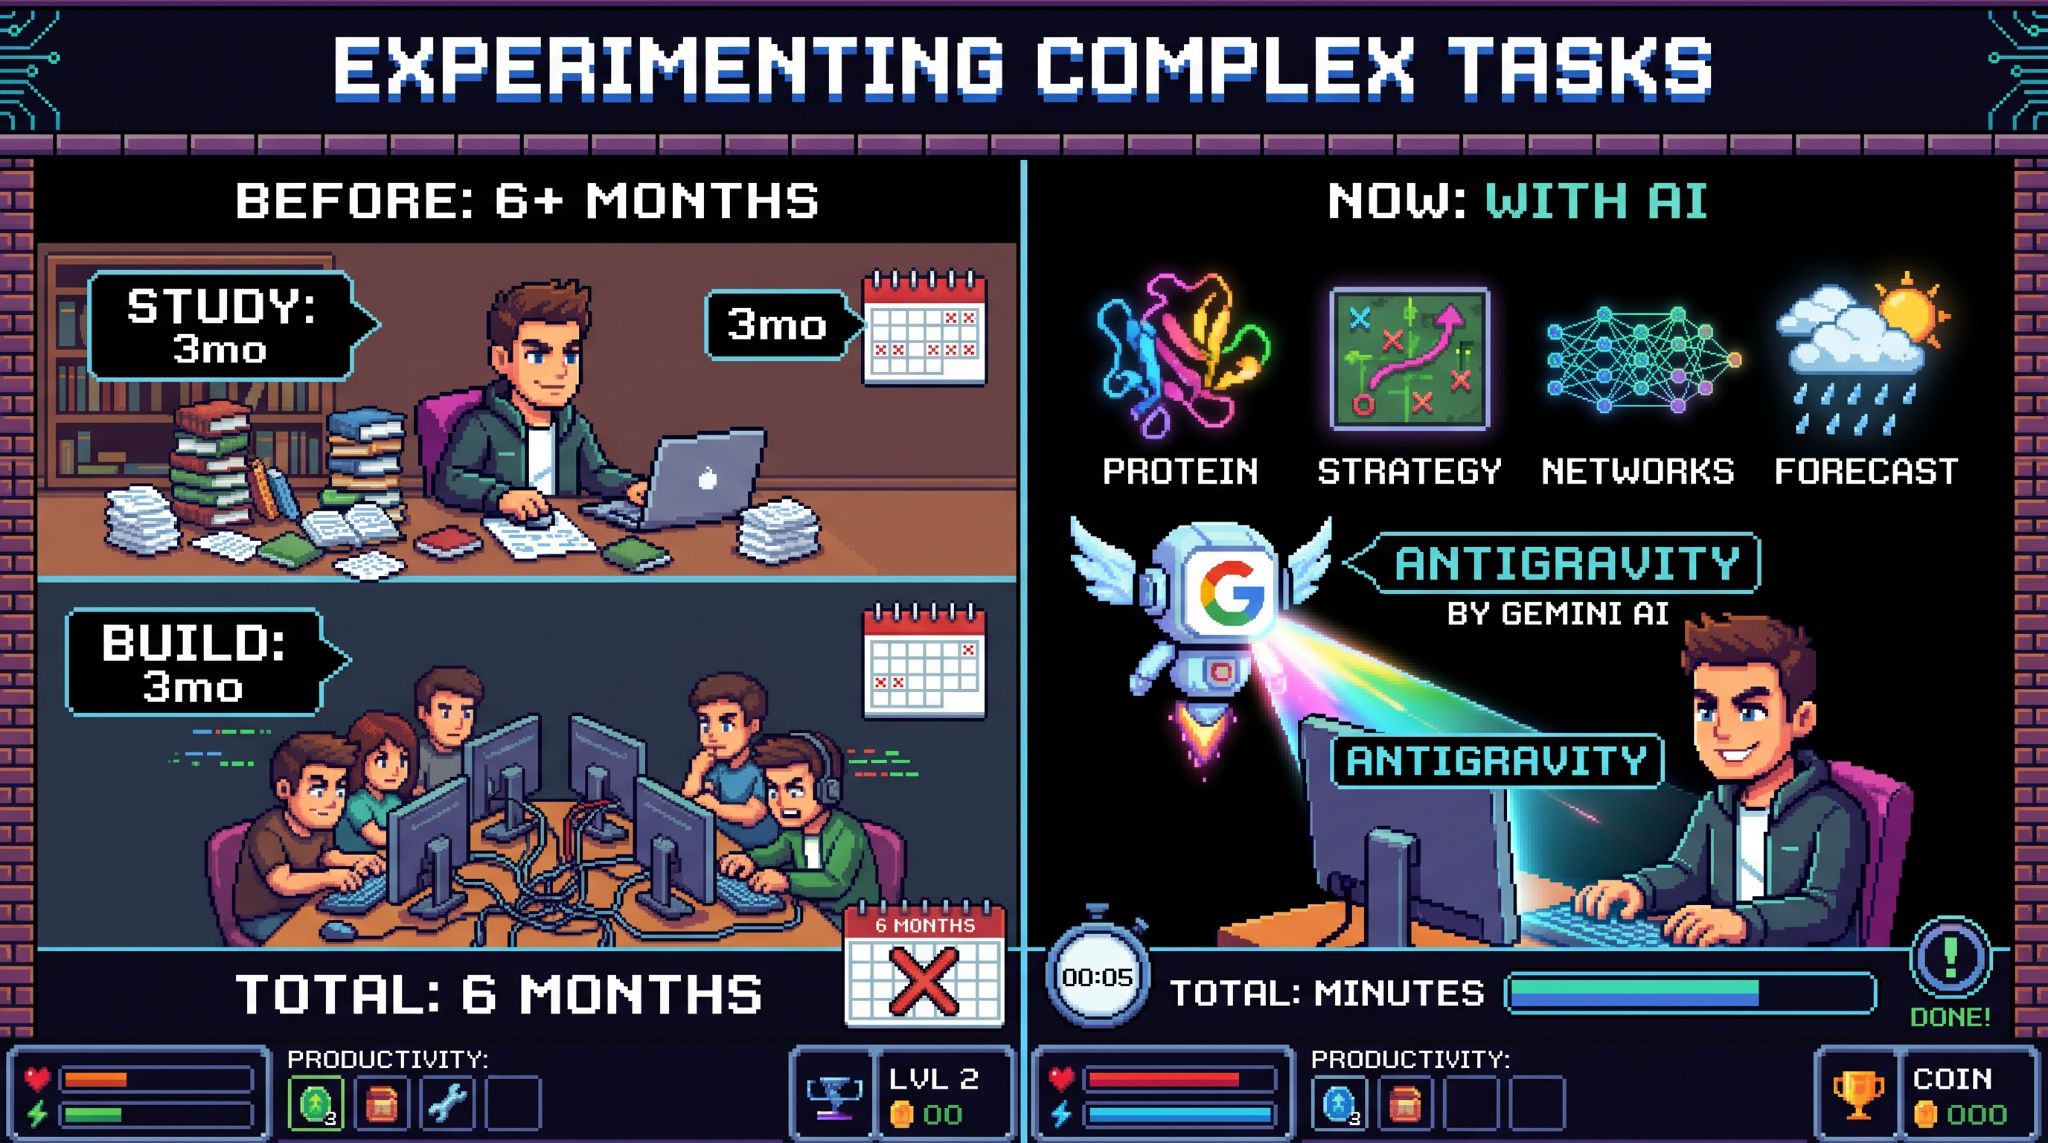 EXPERIMENTING COMPLEX TASKS
BEFORE: 6+ MONTHS
STUDY:
3mo
3mo
BUILD:
3mo
6 MONTHS
TOTAL: 6 MONTHS
PRODUCTIVITY:
3
LVL 2
00
NOW: WITH AI
PROTEIN
STRATEGY
NETWORKS
FORECAST
G
ANTIGRAVITY
BY GEMINI AI
ANTIGRAVITY
00:05
TOTAL: MINUTES
!
DONE!
PRODUCTIVITY:
3
COIN
000